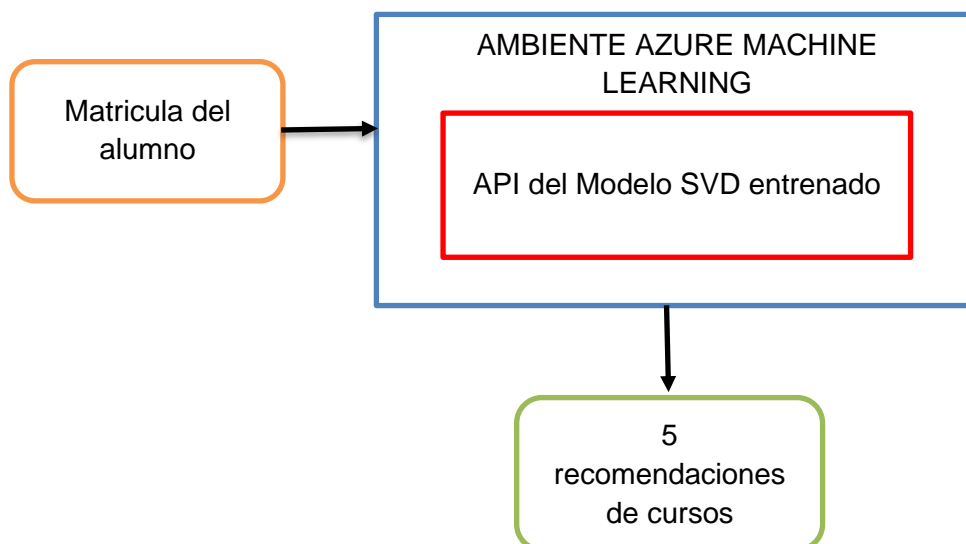 AMBIENTE AZURE MACHINE
LEARNING
Matricula del
alumno
API del Modelo SVD entrenado
5
recomendaciones
de cursos